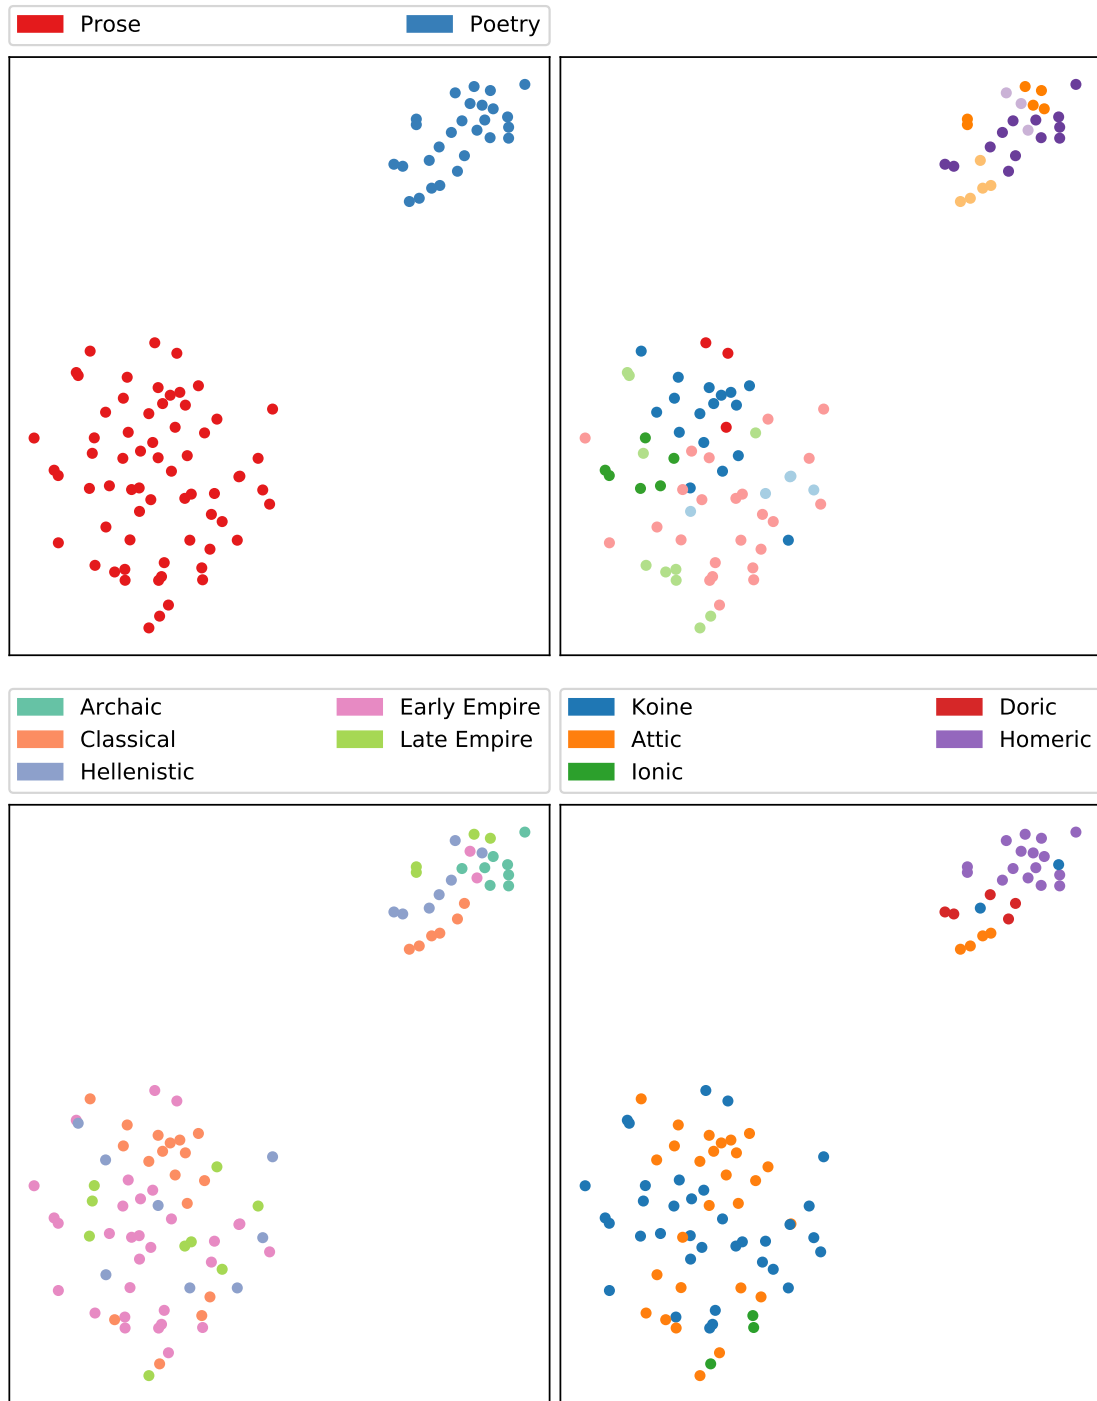 Prose Poetry
Archaic Early Empire
Classical Late Empire
Hellenistic
Koine Doric
Attic Homeric
Ionic